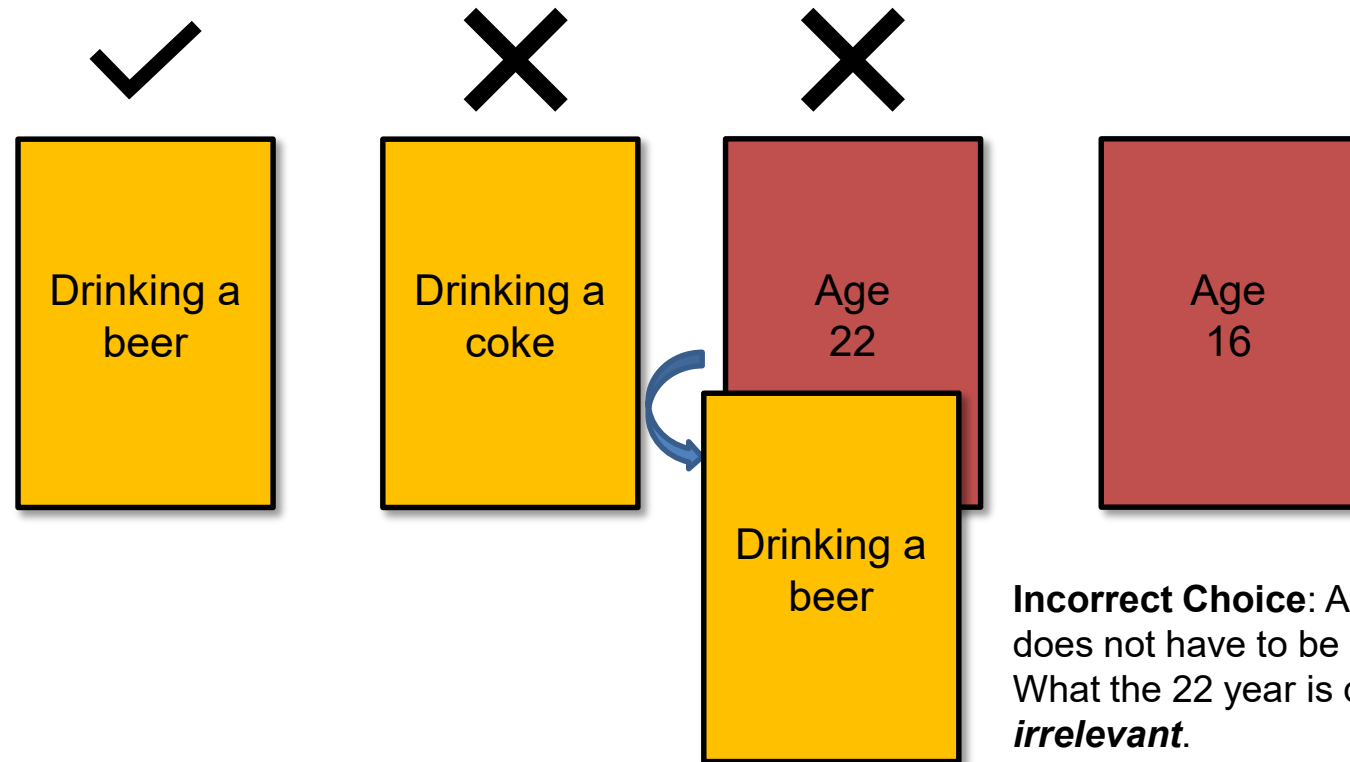 Drinking a
beer
Drinking a
coke
Age
22
Age
16
Drinking a
beer
Incorrect Choice: A
does not have to be
What the 22 year is
irrelevant.